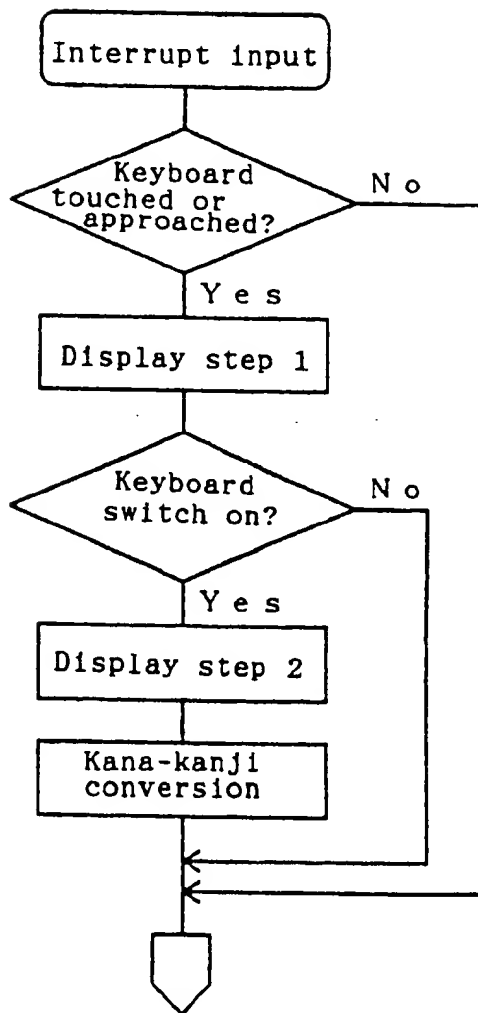 Interrupt input
Keyboard
touched or
approached?
No
Yes
Display step 1
Keyboard
switch on?
No
Yes
Display step 2
Kana-kanji
conversion